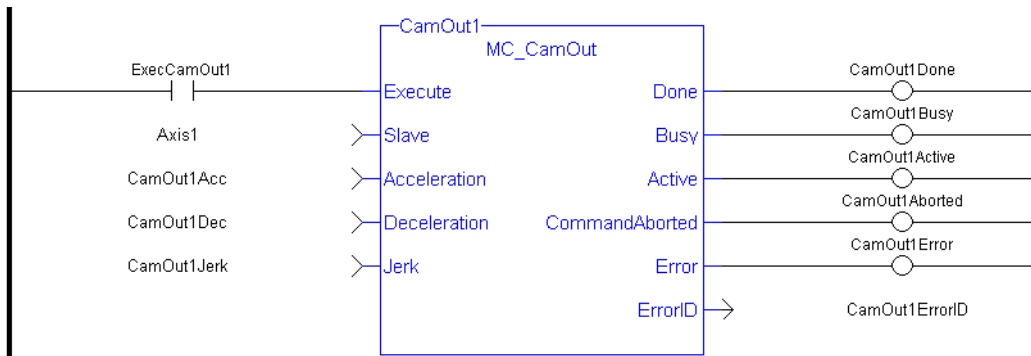 CamOut1
MC_CamOut
ExecCamOut1
Execute
Done
CamOut1Done
Axis1
Slave
Busy
CamOut1Busy
CamOut1Acc
Acceleration
Active
CamOut1Active
CamOut1Dec
Deceleration
CommandAborted
CamOut1Aborted
CamOut1Jerk
Jerk
Error
CamOut1Error
ErrorID
CamOut1ErrorID